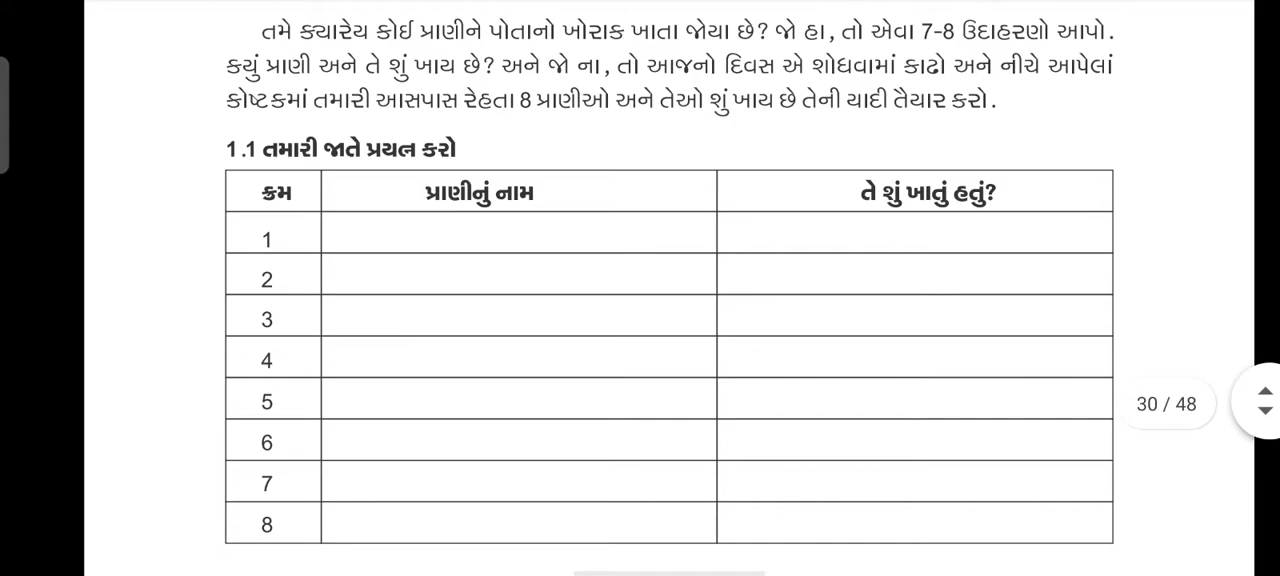 તમે ક્યારેય કોઈ પ્રાણીને પોતાનો ખોરાક ખાતા જોયા છે? જો હા, તો એવા 7-8 ઉદાહરણો આપો.
કયું પ્રાણી અને તે શું ખાય છે? અને જો ના, તો આજનો દિવસ એ શોધવામાં કાઢો અને નીચે આપેલાં
કોષ્ટકમાં તમારી આસપાસ રેહતા 8 પ્રાણીઓ અને તેઓ શું ખાય છે તેની યાદી તૈયાર કરો.
1.1 તમારી જાતે પ્રયત્ન કરો
ક્રમ પ્રાણીનું નામ તે શું ખાતું હતું?
1
2
3
4
5
6
7
8
30 / 48